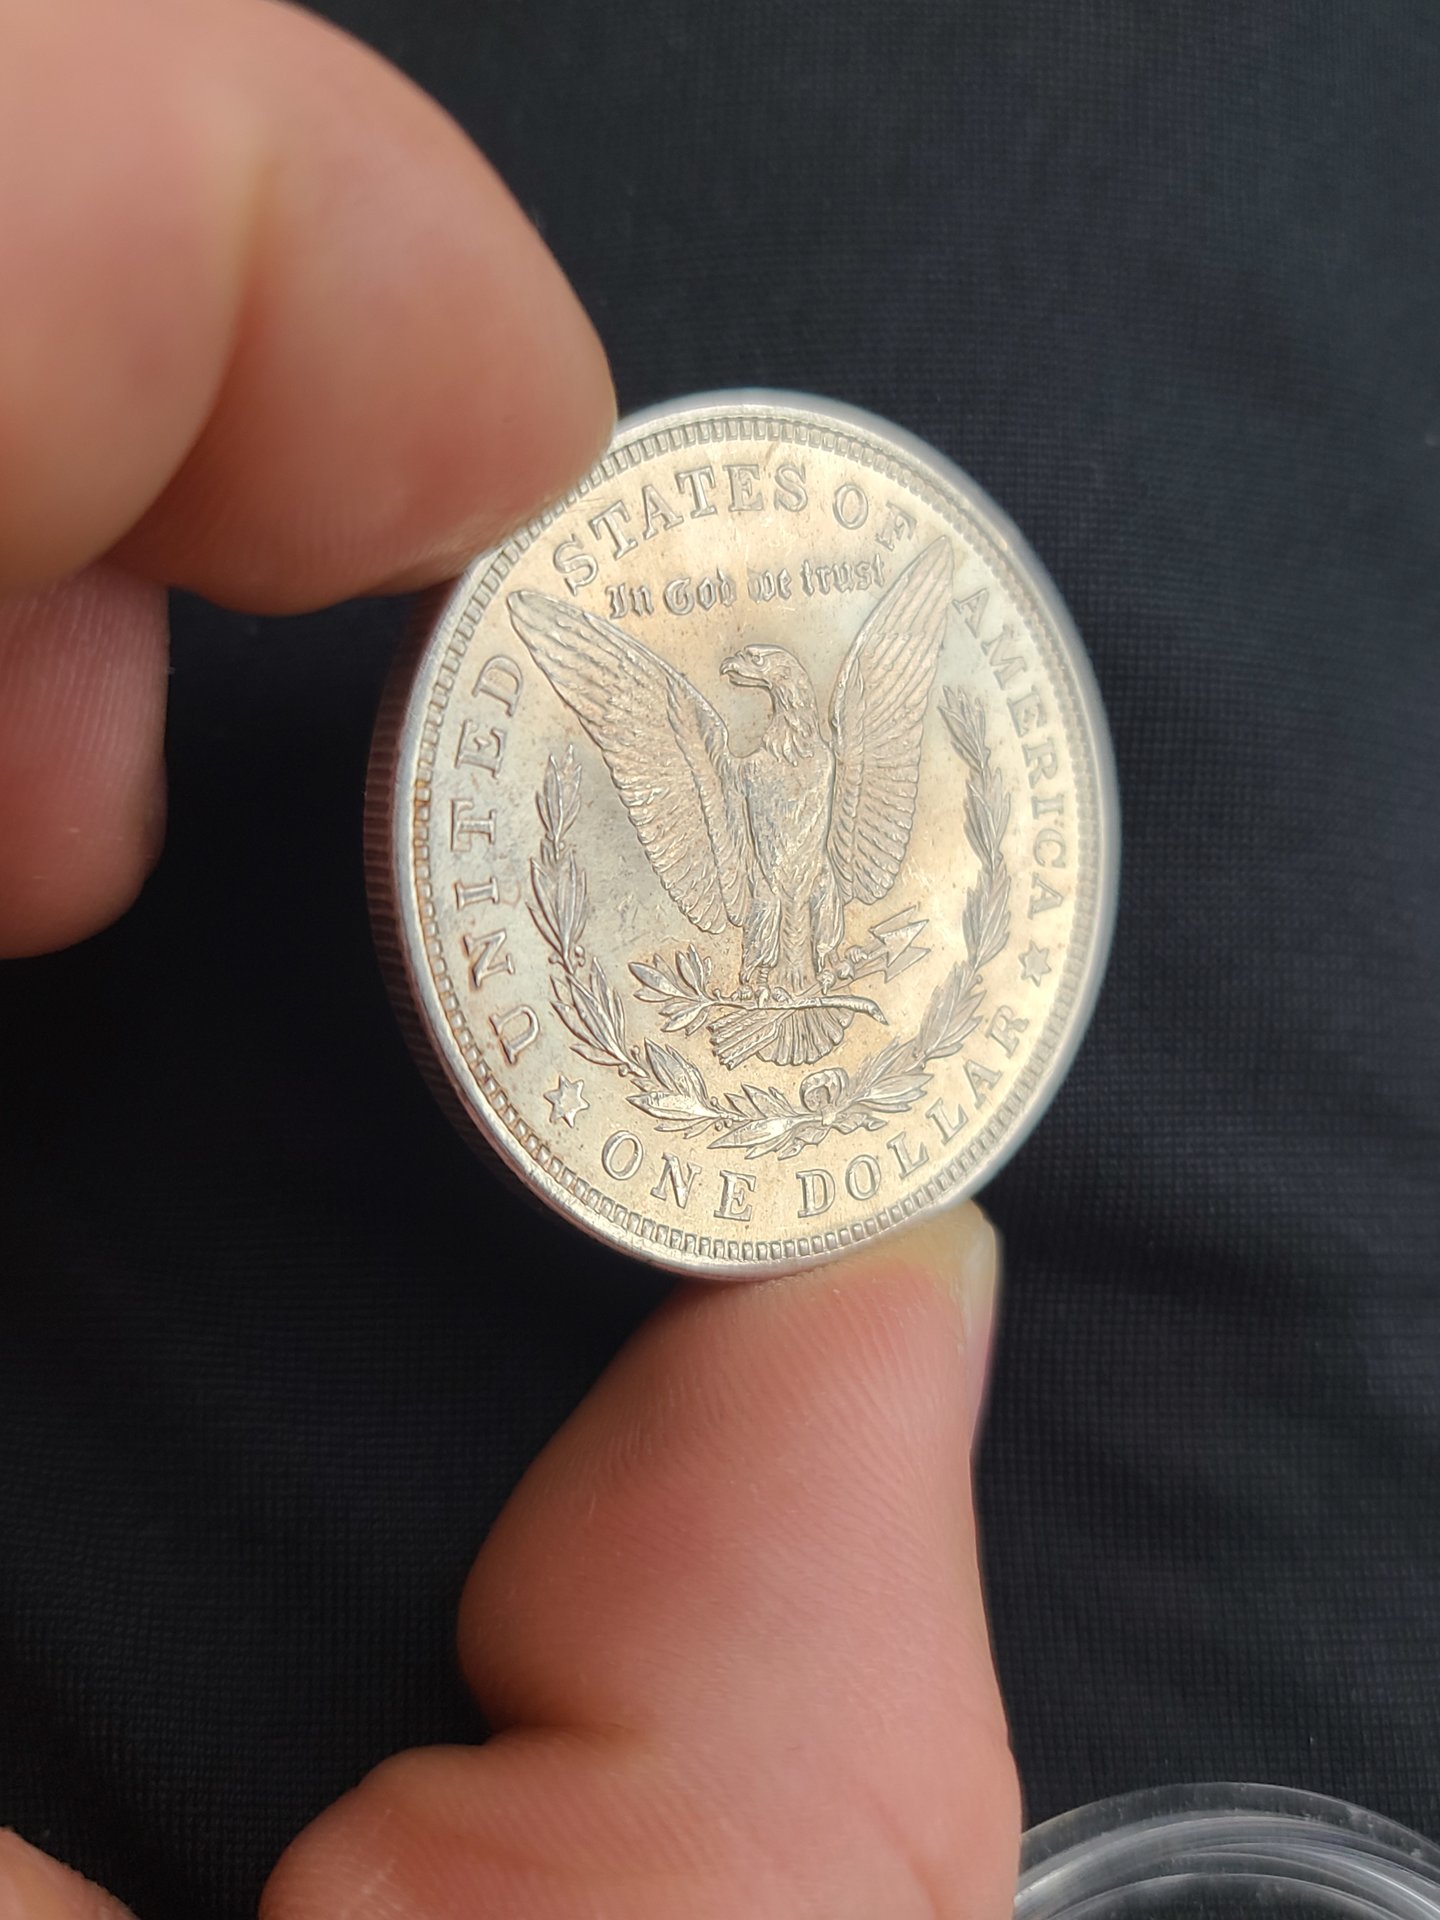 UNITED STATES OF AMERICA
In God we trust
ONE DOLLAR